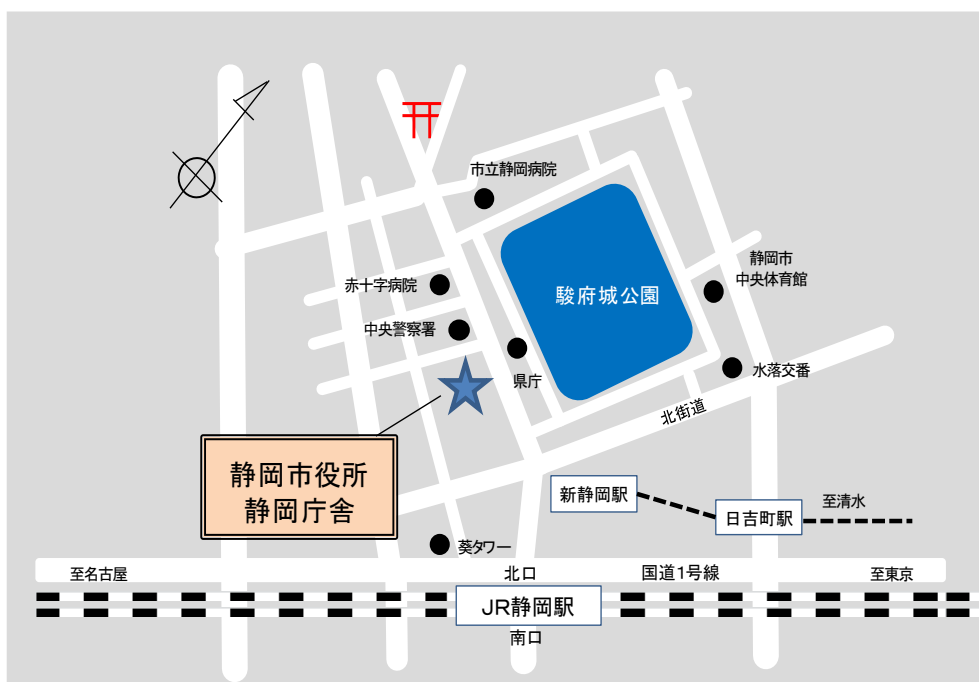 市立静岡病院
静岡市
中央体育館
赤十字病院
駿府城公園
中央警察署
県庁
水落交番
北街道
静岡市役所
静岡庁舎
新静岡駅
至清水
日吉町駅
葵タワー
至名古屋
北口
国道1号線
至東京
JR静岡駅
南口